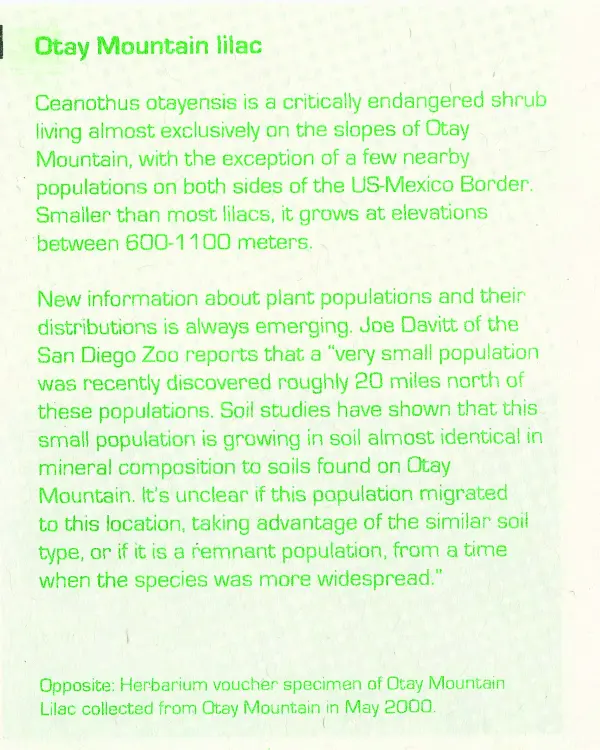 Otay Mountain lilac
Ceanothus otayensis is a critically endangered shrub
living almost exclusively on the slopes of Otay
Mountain, with the exception of a few nearby
populations on both sides of the US-Mexico Border.
Smaller than most lilacs, it grows at elevations
between 600-1100 meters.
New information about plant populations and their
distributions is always emerging. Joe Davitt of the
San Diego Zoo reports that a "very small population
was recently discovered roughly 20 miles north of
these populations. Soil studies have shown that this
small population is growing in soil almost identical in
mineral composition to soils found on Otay
Mountain. It's unclear if this population migrated
to this location, taking advantage of the similar soil
type, or if it is a remnant population, from a time
when the species was more widespread."
Opposite: Herbarium voucher specimen of Otay Mountain
Lilac collected from Otay Mountain in May 2000.